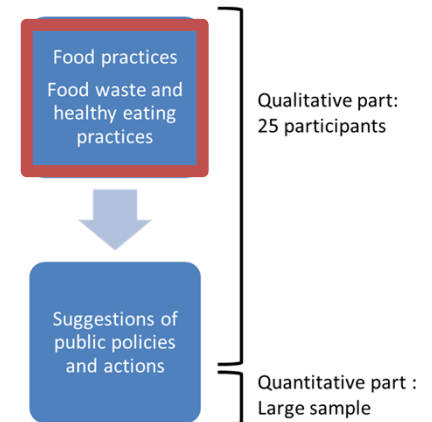 Food practices
Food waste and
healthy eating
practices
Qualitative part:
25 participants
Suggestions of
public policies
and actions
Quantitative part :
Large sample